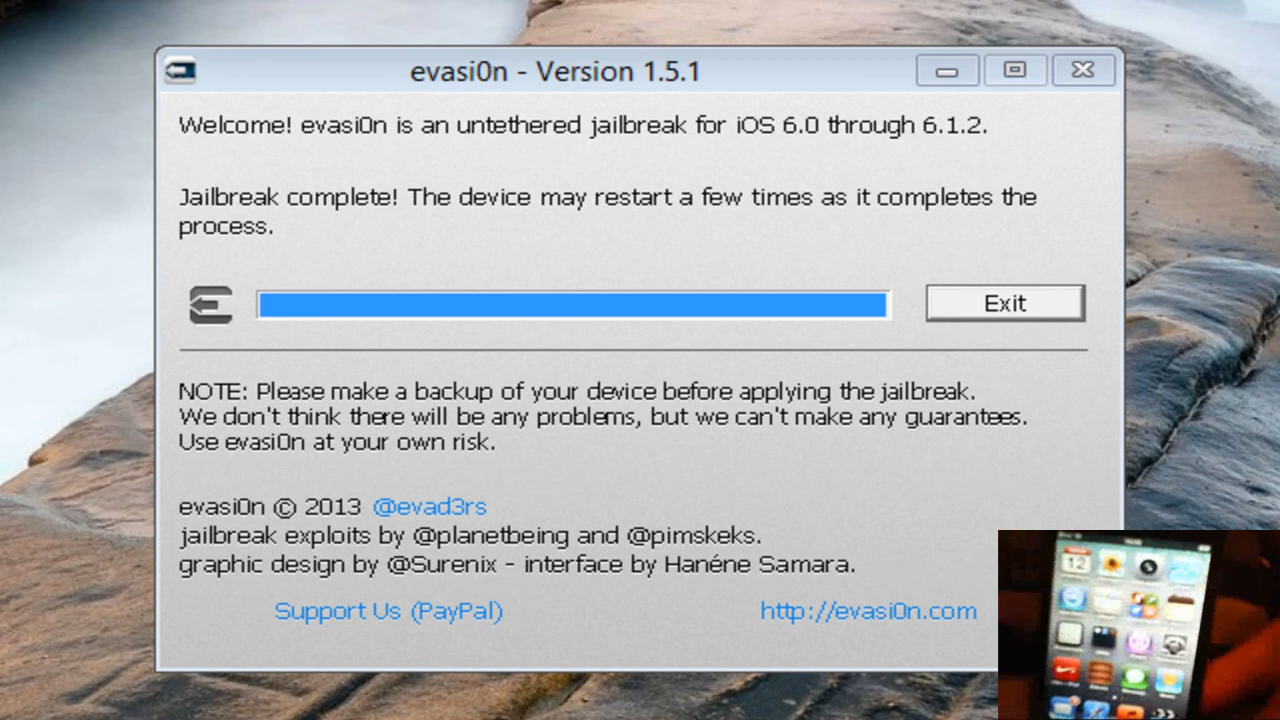 evasi0n - Version 1.5.1
Welcome! evasi0n is an untethered jailbreak for iOS 6.0 through 6.1.2.
Jailbreak complete! The device may restart a few times as it completes the
process.
Exit
NOTE: Please make a backup of your device before applying the jailbreak.
We don't think there will be any problems, but we can't make any guarantees.
Use evasi0n at your own risk.
evasi0n © 2013 @evad3rs
jailbreak exploits by @planetbeing and @pimskeks.
graphic design by @Surenix - interface by Hanéne Samara.
Support Us (PayPal)
http://evasi0n.com
12